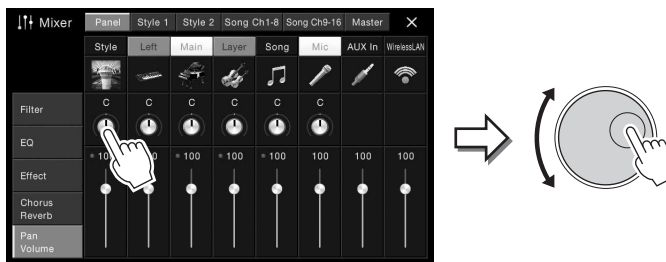 Mixer
Panel Style 1 Style 2 Song Ch1-8 Song Ch9-16 Master
Style Left Main Layer Song Mic AUX In WirelessLAN
C C C C C C
Filter
EQ
100 100 100 100 100 100 100
Effect
Chorus
Reverb
Pan
Volume